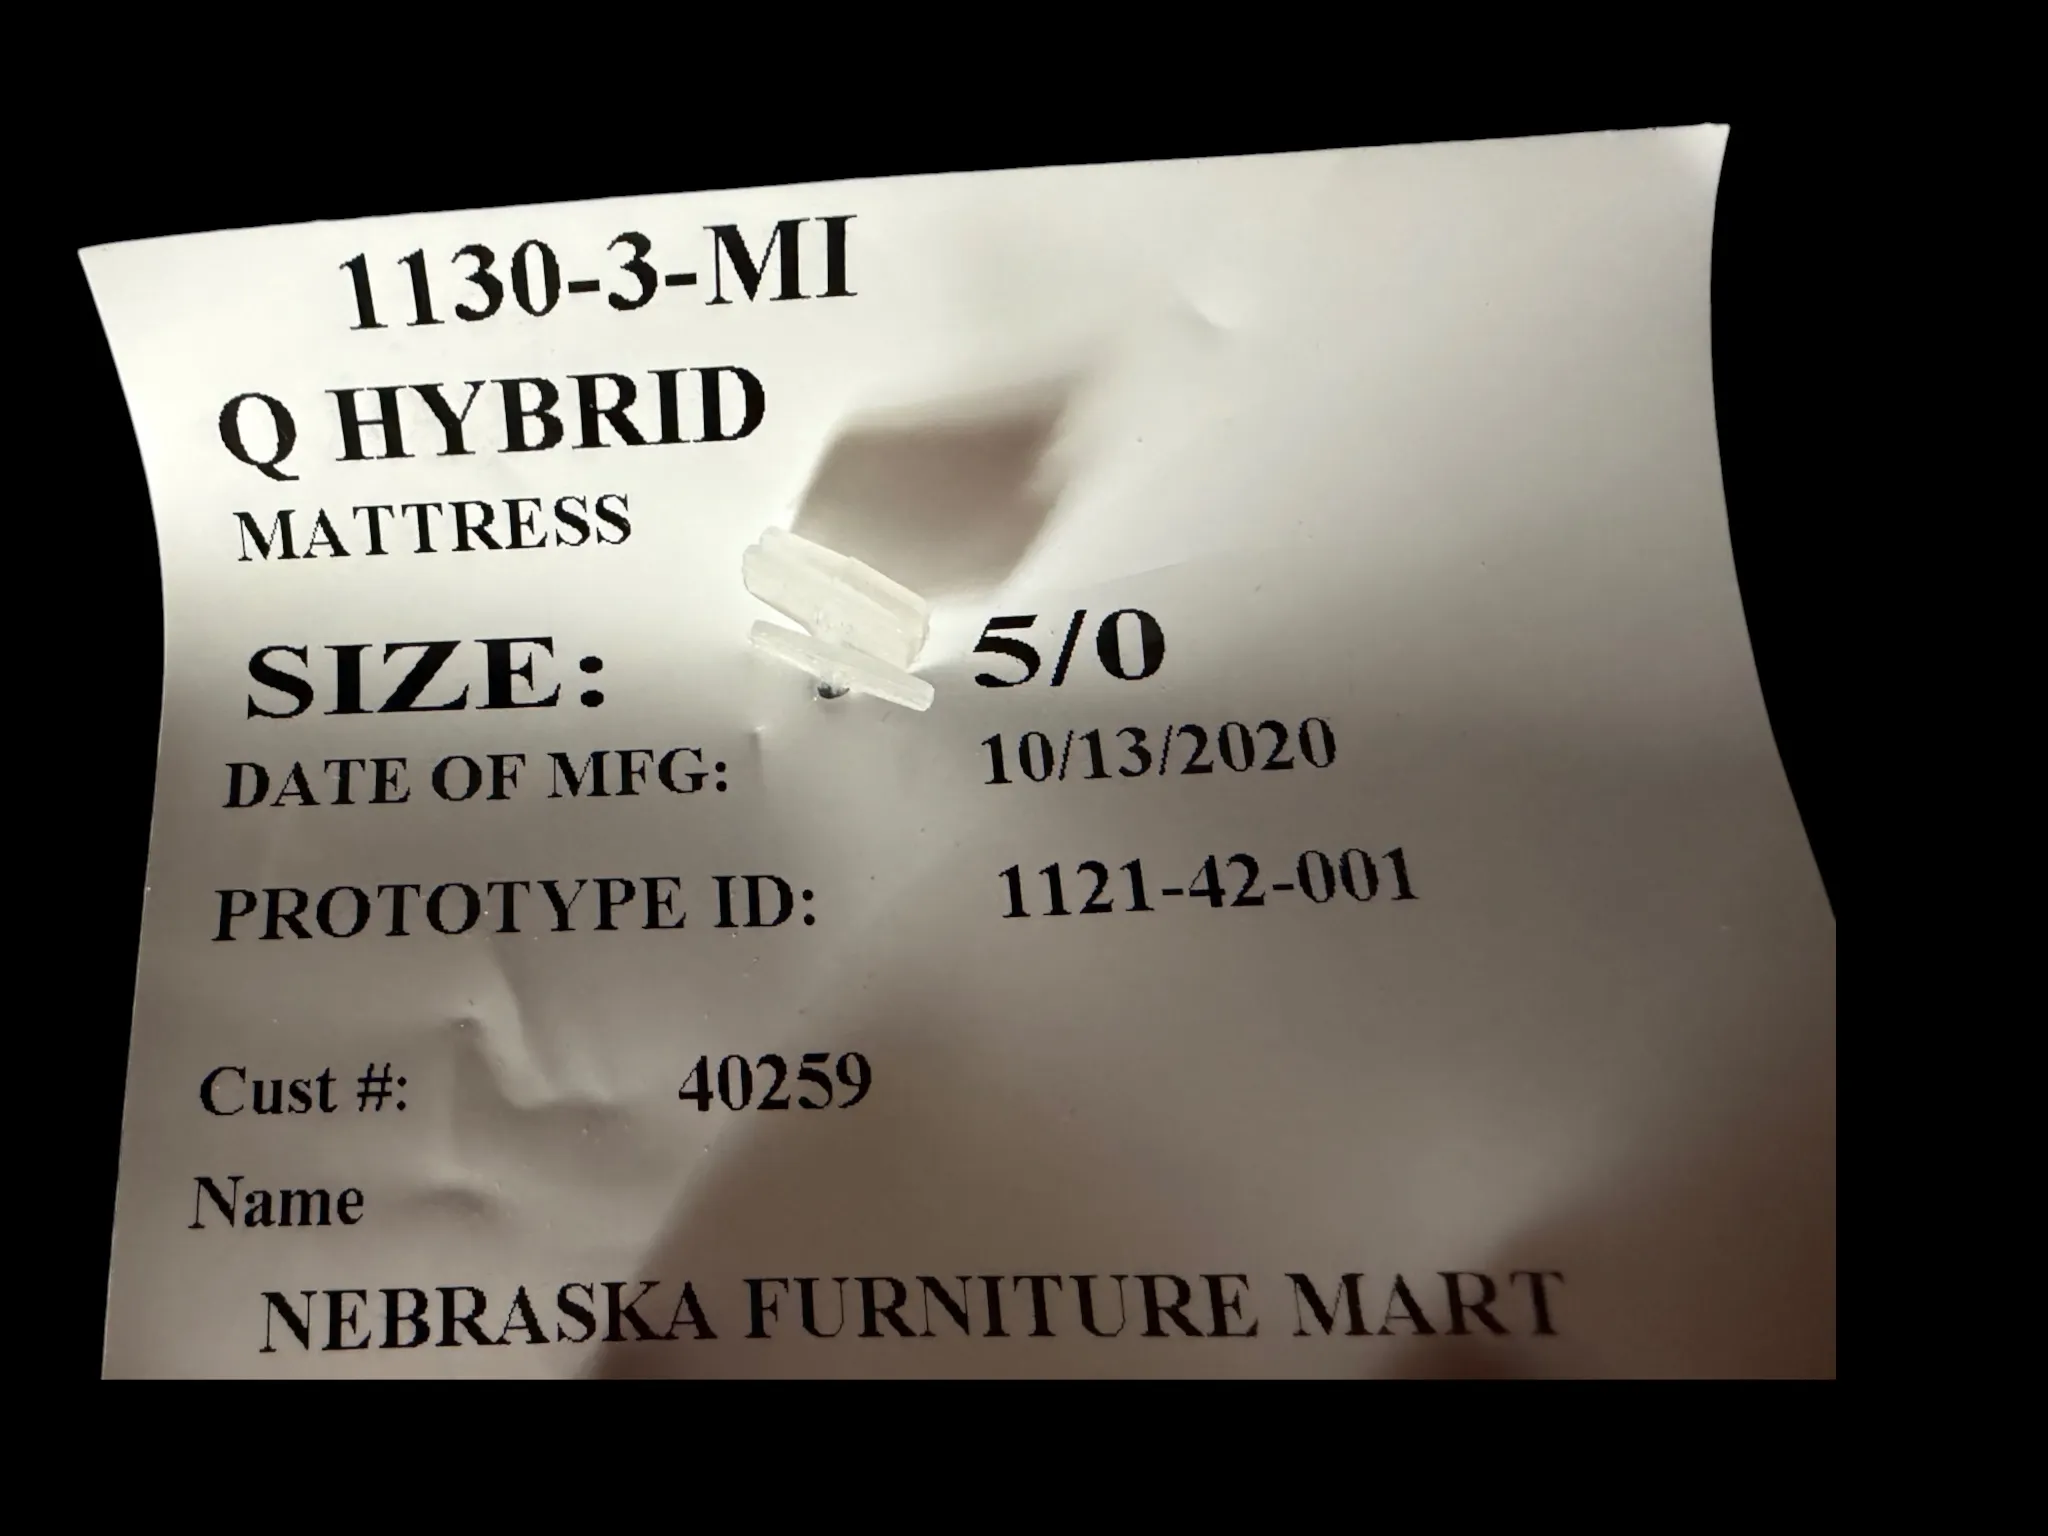 1130-3-MI
Q HYBRID
MATTRESS
SIZE: 5/0
DATE OF MFG: 10/13/2020
PROTOTYPE ID: 1121-42-001
Cust #: 40259
Name
NEBRASKA FURNITURE MART